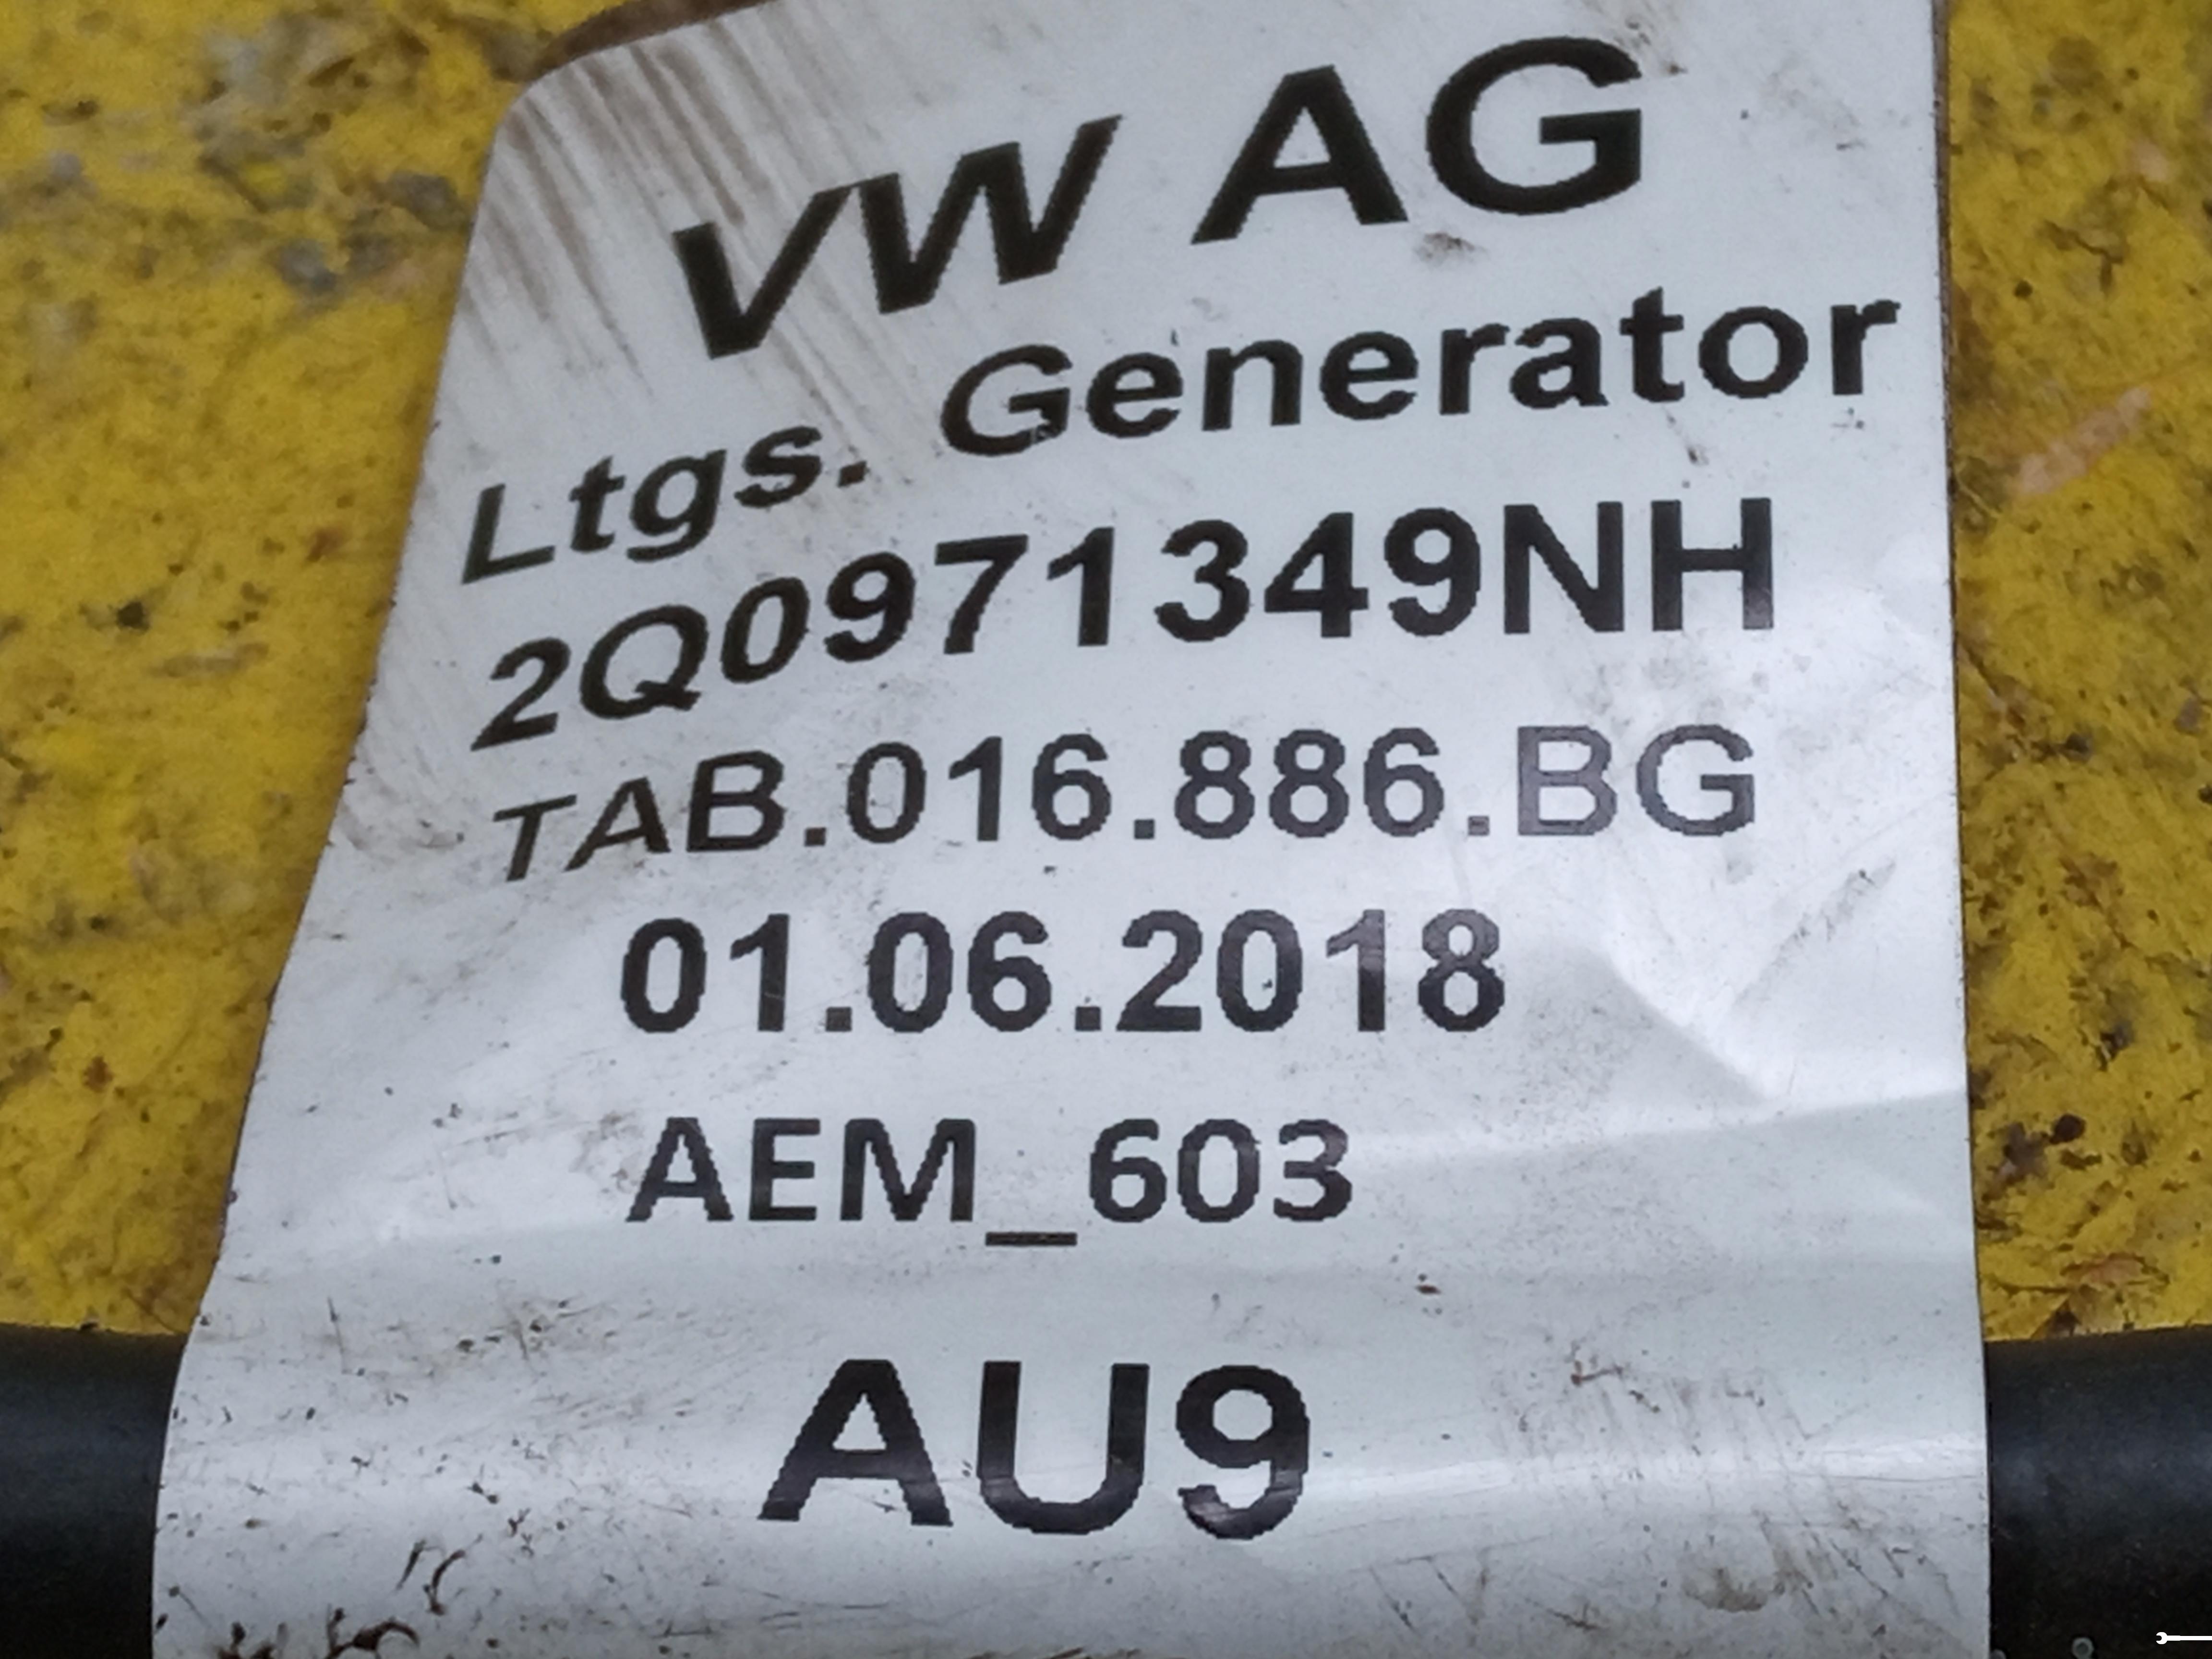 VW AG
Ltgs. Generator
2Q0971349NH
TAB.016.886.BG
01.06.2018
AEM_603
AU9